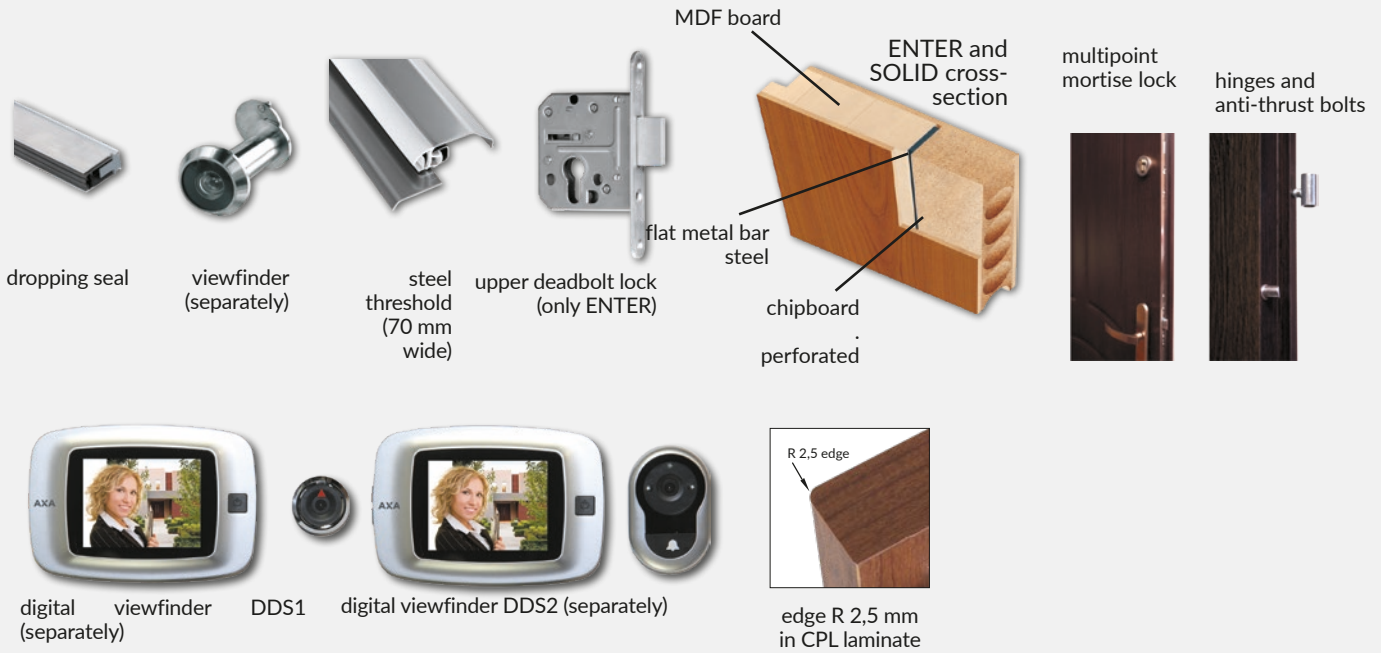 MDF board
ENTER and
SOLID cross-
section
multipoint
mortise lock
hinges and
anti-thrust bolts
flat metal bar
steel
dropping seal
viewfinder
(separately)
steel
threshold
(70 mm
wide)
upper deadbolt lock
(only ENTER)
chipboard
.
perforated
AXA
AXA
R 2,5 edge
digital viewfinder DDS1
(separately)
digital viewfinder DDS2 (separately)
edge R 2,5 mm
in CPL laminate